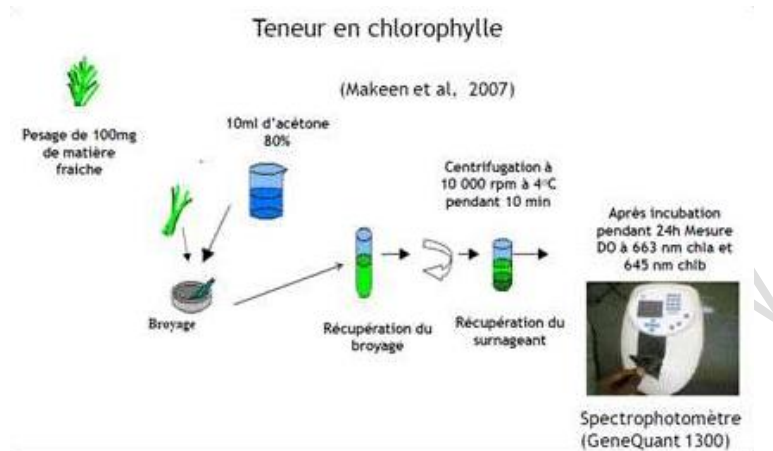 Teneur en chlorophylle
(Makeen et al, 2007)
Pesage de 100mg
de matière
fraiche
10ml d'acétone
80%
Centrifugation à
10 000 rpm à 4°C
pendant 10 min
Après incubation
pendant 24h Mesure
DO à 663 nm chla et
645 nm chlb
Broyage
Récupération du
broyage
Récupération du
surnageant
Spectrophotomètre
(GeneQuant 1300)